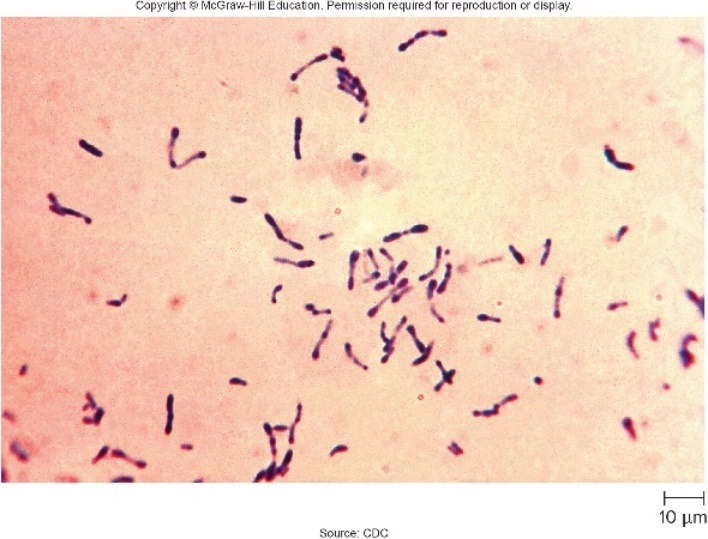 Copyright © McGraw-Hill Education. Permission required for reproduction or display.
10 μm
Source: CDC